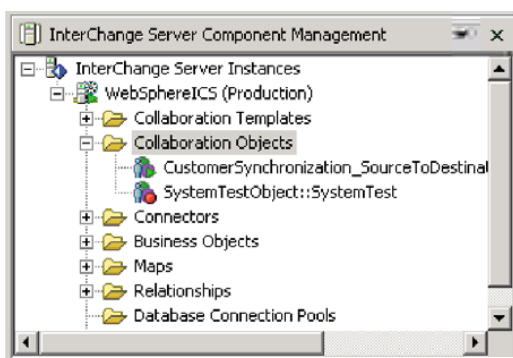 InterChange Server Component Management
InterChange Server Instances
WebSphereICS (Production)
Collaboration Templates
Collaboration Objects
CustomerSynchronization_SourceToDestinat
SystemTestObject::SystemTest
Connectors
Business Objects
Maps
Relationships
Database Connection Pools